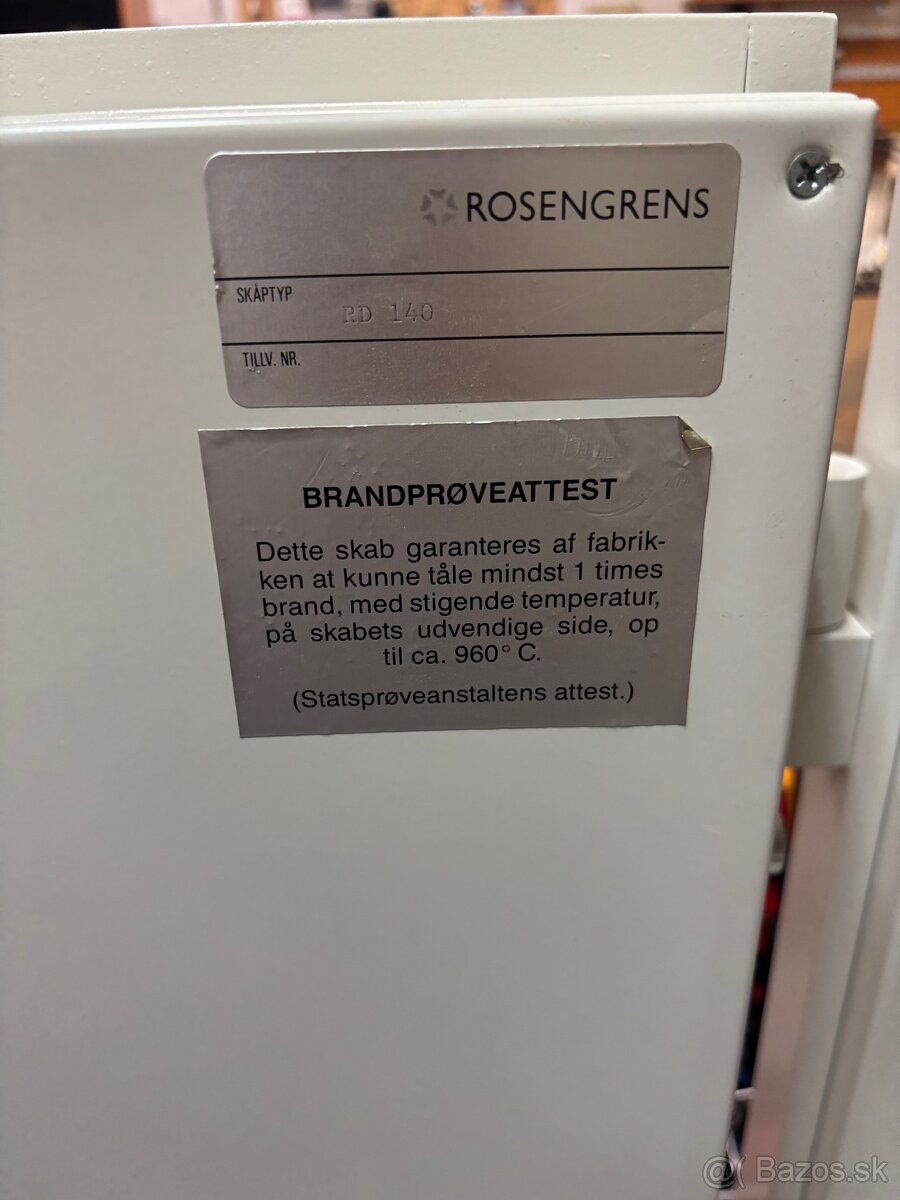 ROSENGRENS
SKÅPTYP
RD 140
TILLV. NR.
BRANDPRØVEATTEST
Dette skab garanteres af fabrik-
ken at kunne tåle mindst 1 times
brand, med stigende temperatur,
på skabets udvendige side, op
til ca. 960° C.
(Statsprøveanstaltens attest.)
@( Bazos.sk